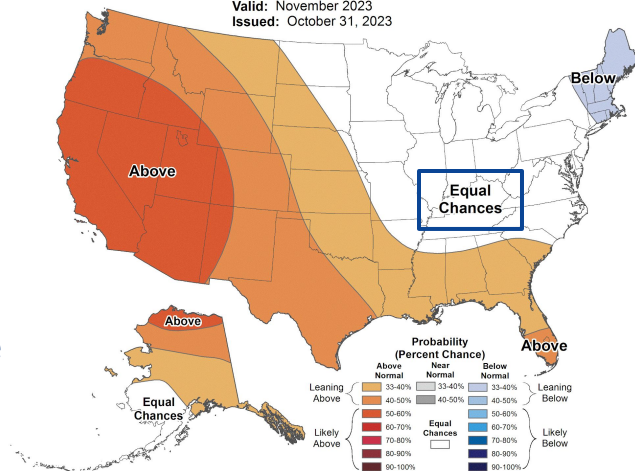 Valid: November 2023
Issued: October 31, 2023
Below
Above
Equal
Chances
Above
Above
Equal
Chances
Probability
(Percent Chance)
Above
Normal
Near
Normal
Below
Normal
Leaning
Above
33-40%
40-50%
33-40%
40-50%
33-40%
40-50%
Leaning
Below
Likely
Above
50-60%
60-70%
70-80%
80-90%
90-100%
Equal
Chances
50-60%
60-70%
70-80%
80-90%
90-100%
Likely
Below